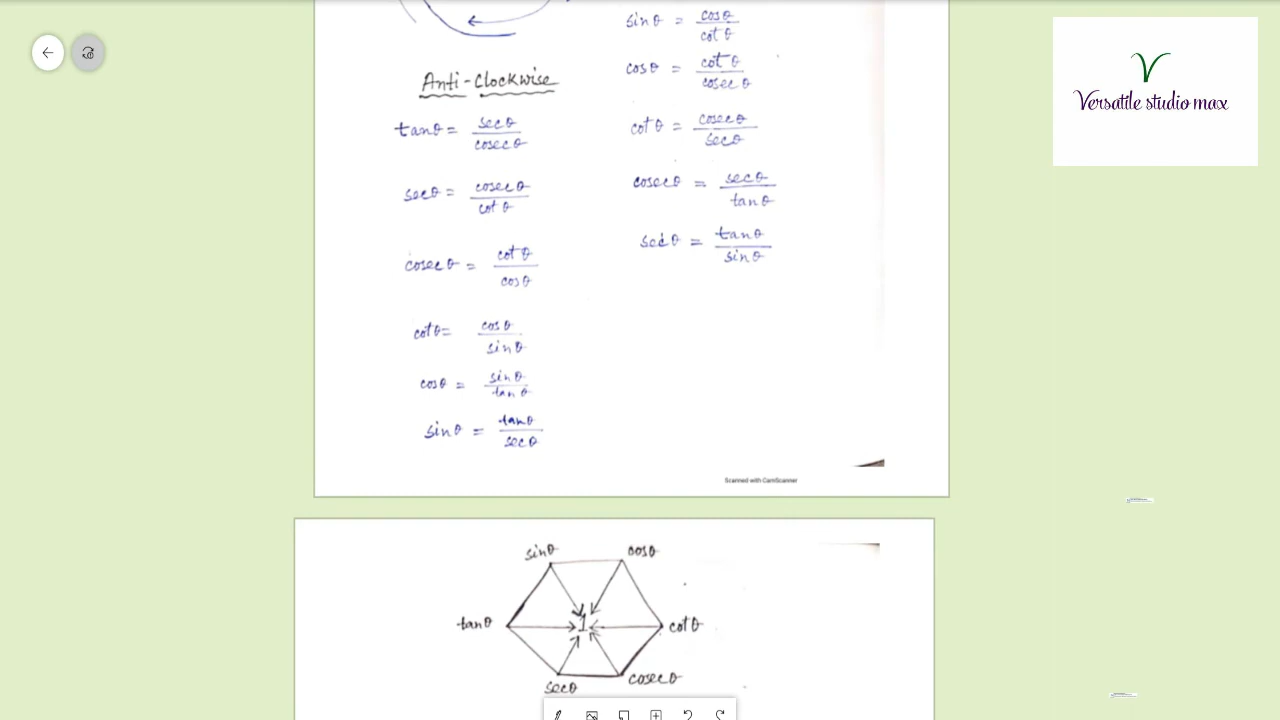 Anti-Clockwise
tanθ = secθ / cosecθ
secθ = cosecθ / cotθ
cosecθ = cotθ / cosθ
cotθ = cosθ / sinθ
cosθ = sinθ / tanθ
sinθ = tanθ / secθ
sinθ = cosθ / cotθ
cosθ = cotθ / cosecθ
cotθ = cosecθ / secθ
cosecθ = secθ / tanθ
secθ = tanθ / sinθ
Scanned with CamScanner
Versatile studio max
sinθ cosθ
tanθ 1 cotθ
secθ cosecθ